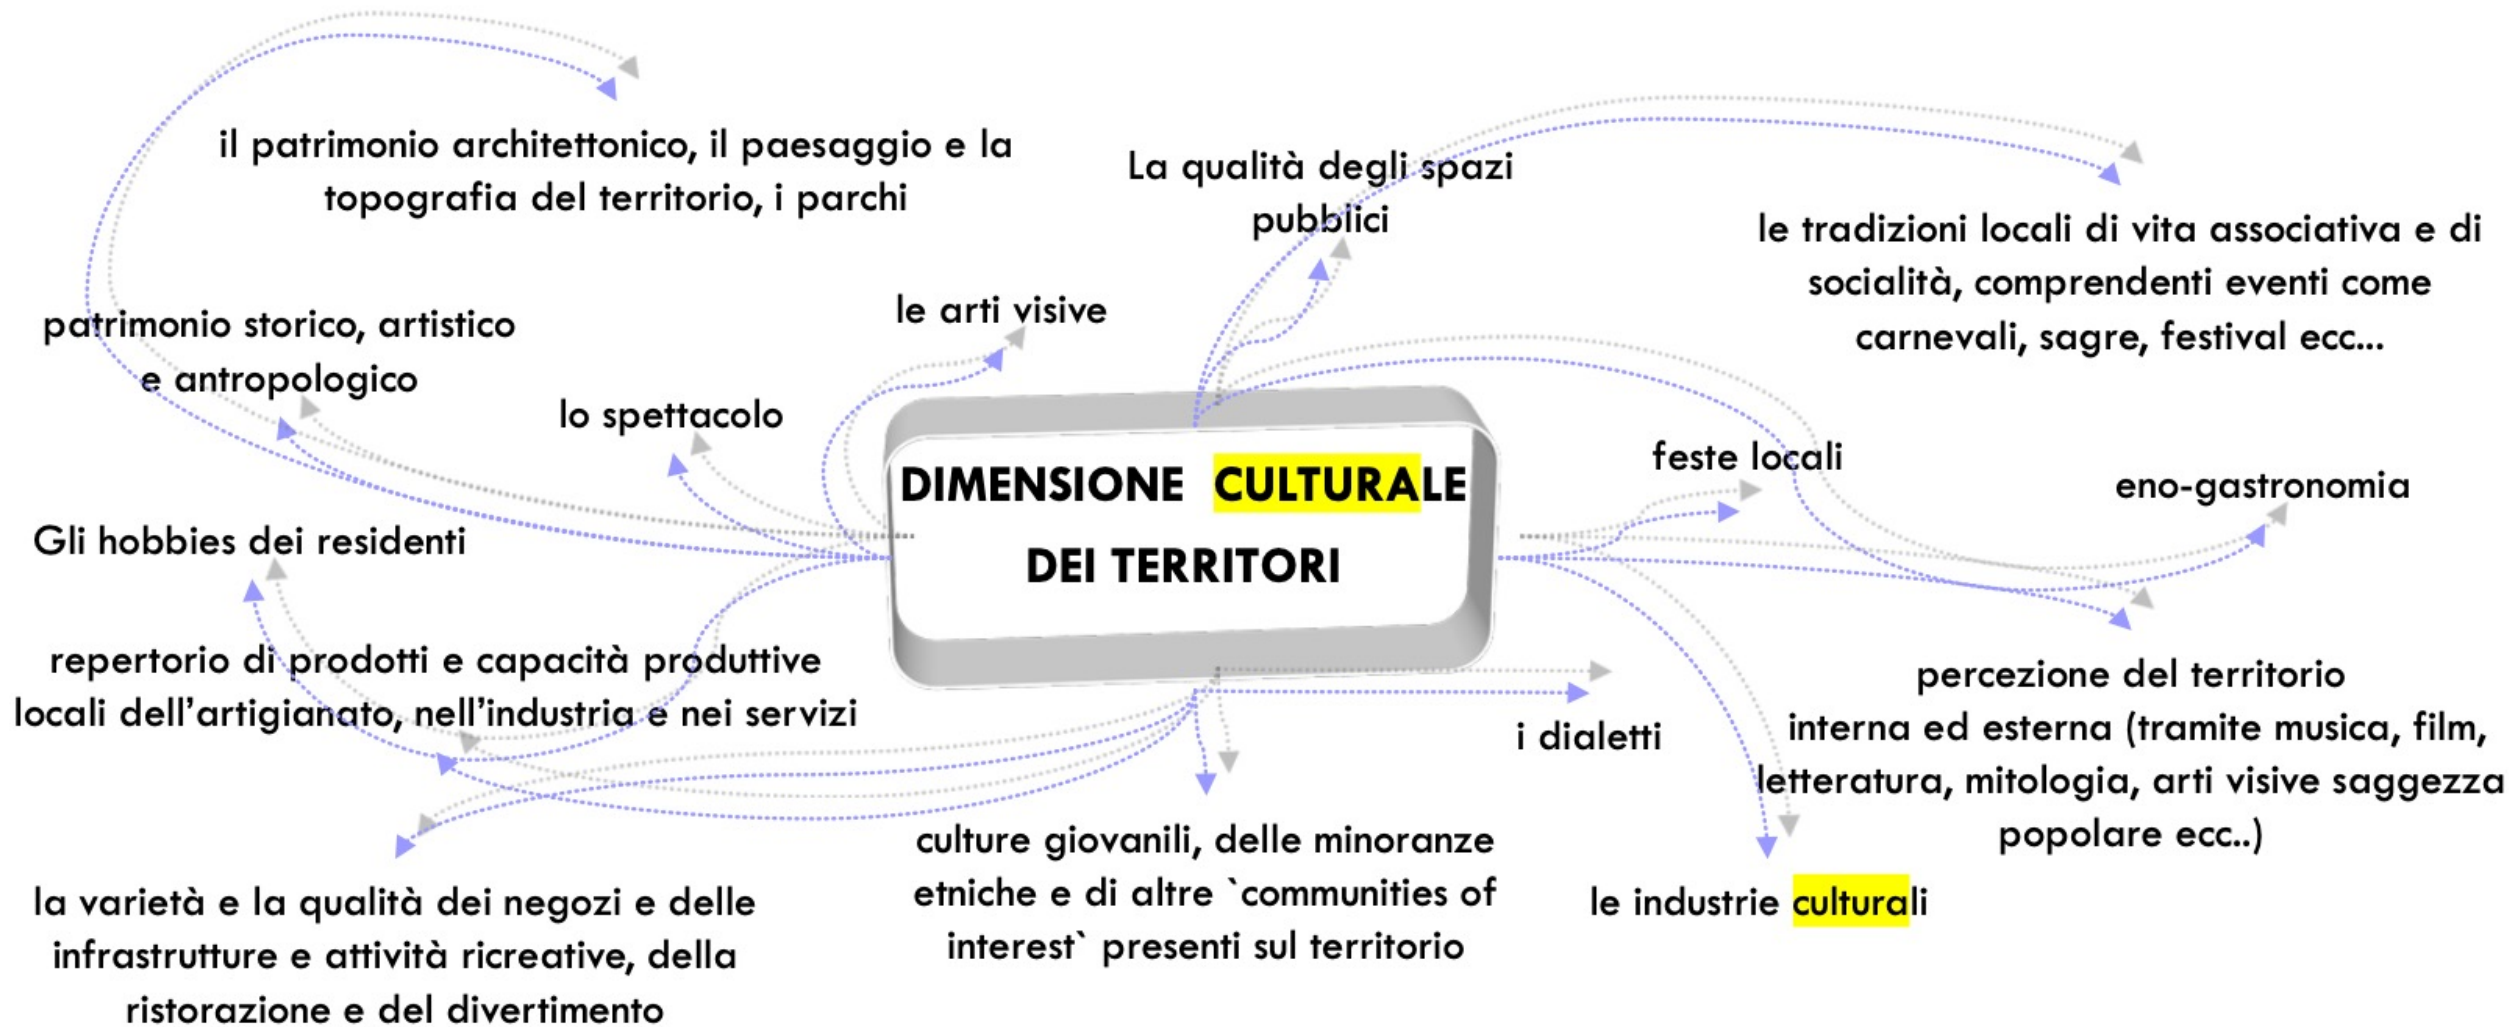 il patrimonio architettonico, il paesaggio e la
topografia del territorio, i parchi
La qualità degli spazi
pubblici
le tradizioni locali di vita associativa e di
socialità, comprendenti eventi come
carnevali, sagre, festival ecc...
patrimonio storico, artistico
e antropologico
le arti visive
lo spettacolo
DIMENSIONE CULTURALE
DEI TERRITORI
feste locali
eno-gastronomia
Gli hobbies dei residenti
repertorio di prodotti e capacità produttive
locali dell'artigianato, nell'industria e nei servizi
i dialetti
percezione del territorio
interna ed esterna (tramite musica, film,
letteratura, mitologia, arti visive saggezza
popolare ecc..)
la varietà e la qualità dei negozi e delle
infrastrutture e attività ricreative, della
ristorazione e del divertimento
culture giovanili, delle minoranze
etniche e di altre `communities of
interest` presenti sul territorio
le industrie culturali